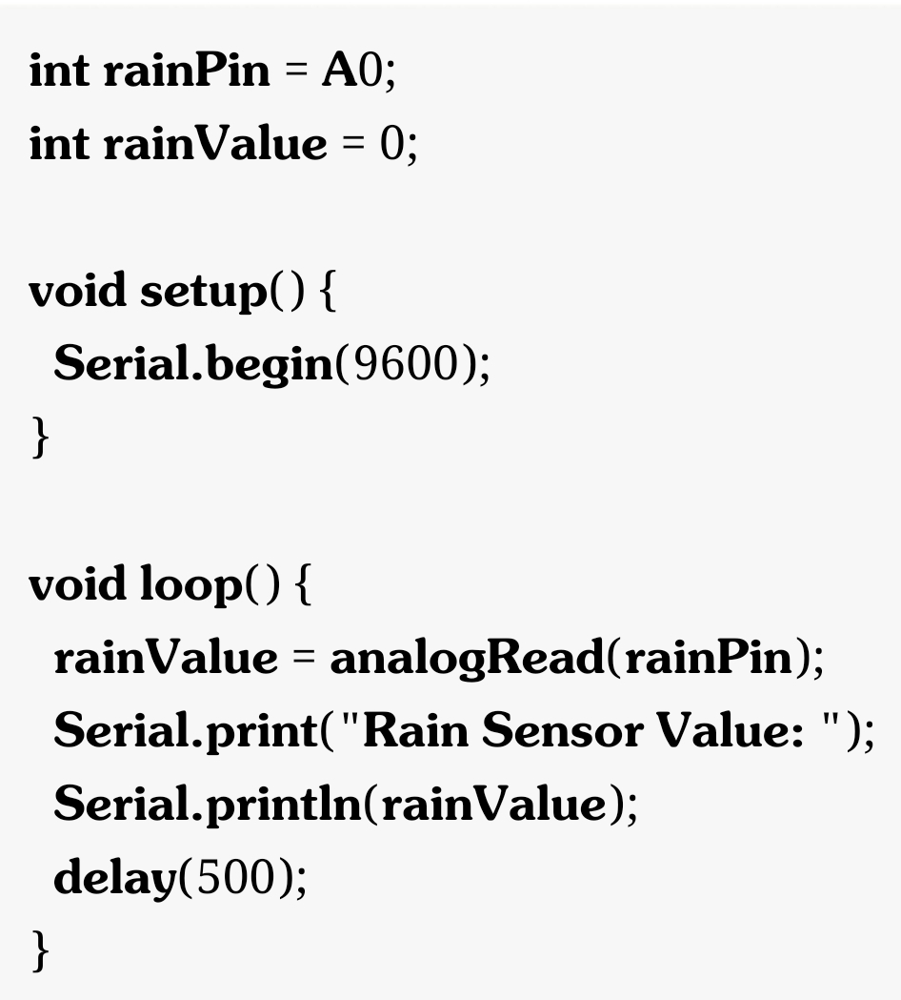 int rainPin = A0;
int rainValue = 0;
void setup() {
Serial.begin(9600);
}
void loop() {
rainValue = analogRead(rainPin);
Serial.print("Rain Sensor Value: ");
Serial.println(rainValue);
delay(500);
}